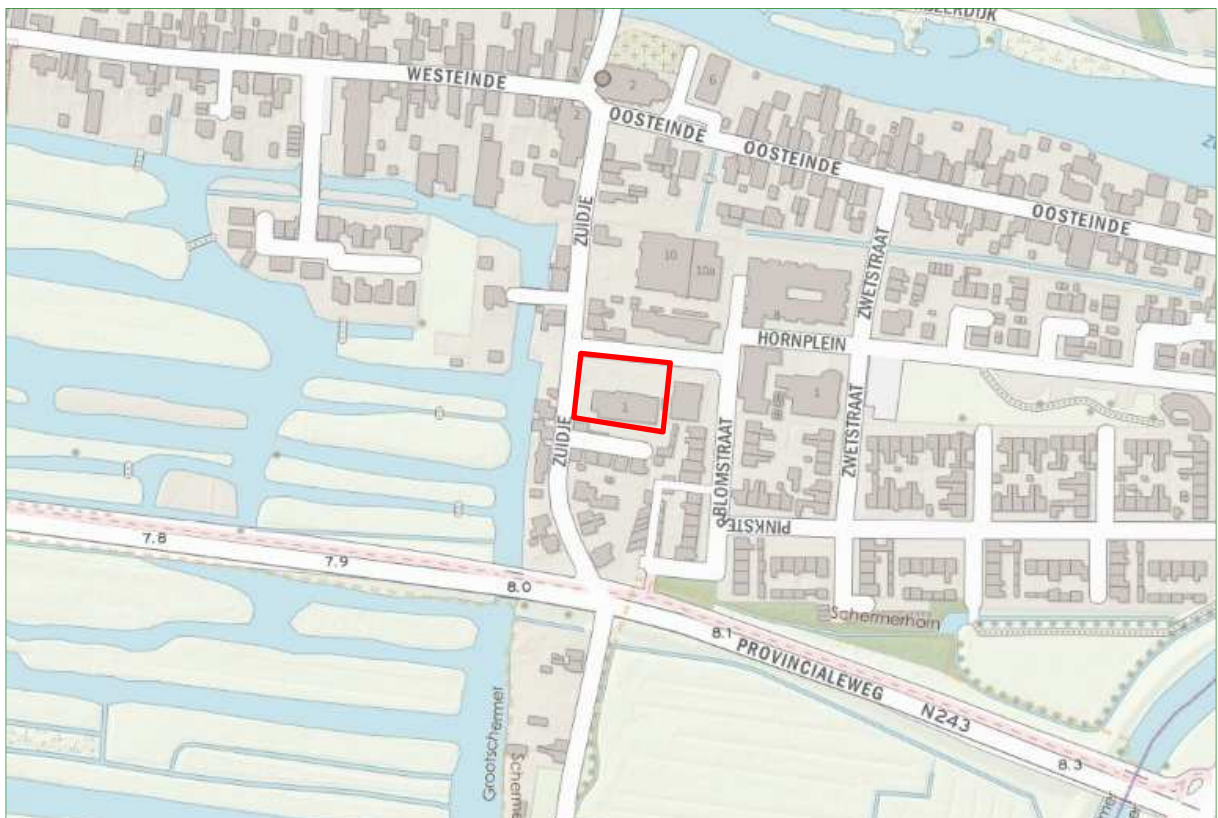 WESTEINDE
2
6
2
OOSTEINDE
OOSTEINDE
OOSTEINDE
ZUIDJE
10
10a
ZWETSTRAAT
HORNPLEIN
1
1
ZUIDJE
BLOMSTRAAT
ZWETSTRAAT
PINKSTE
7.8
7.9
8.0
8.1
Schermerhorn
PROVINCIALEWEG
N243
8.3
Grootschermer